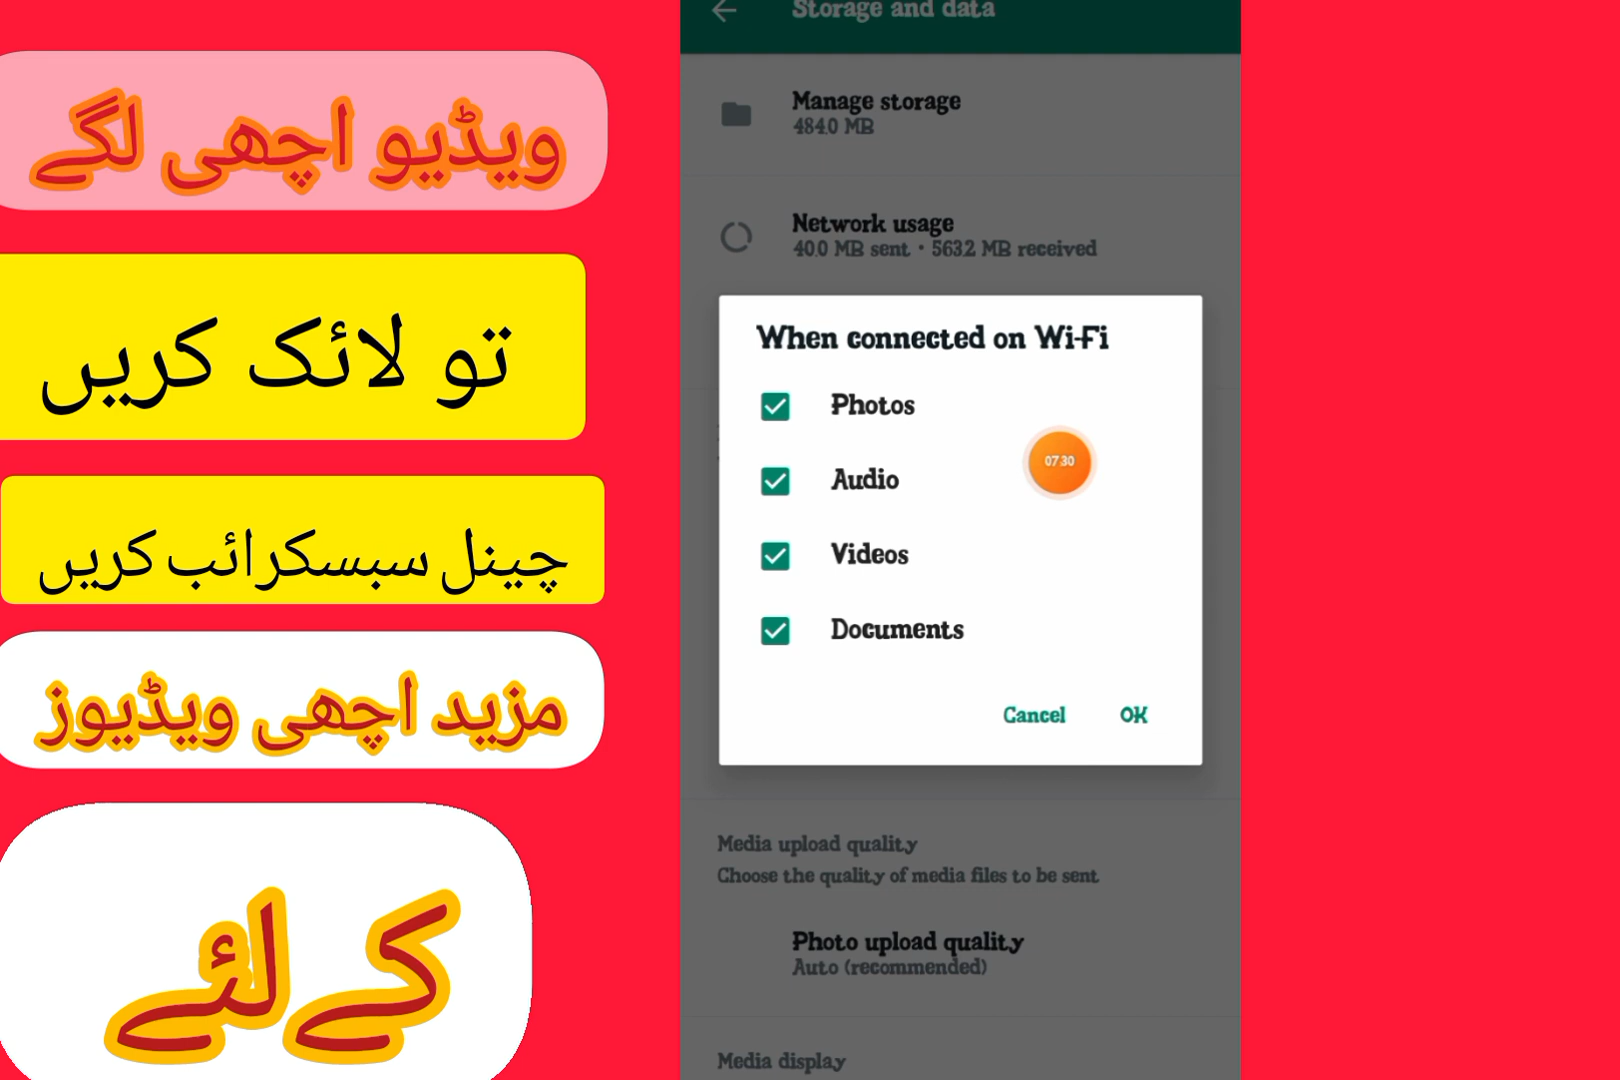 ویڈیو اچھی لگے
تو لائک کریں
چینل سبسکرائب کریں
مزید اچھی ویڈیوز
کے لئے
Storage and data
Manage storage
484.0 MB
Network usage
40.0 MB sent • 563.2 MB received
When connected on Wi-Fi
Photos
Audio
07:30
Videos
Documents
Cancel OK
Media upload quality
Choose the quality of media files to be sent
Photo upload quality
Auto (recommended)
Media display